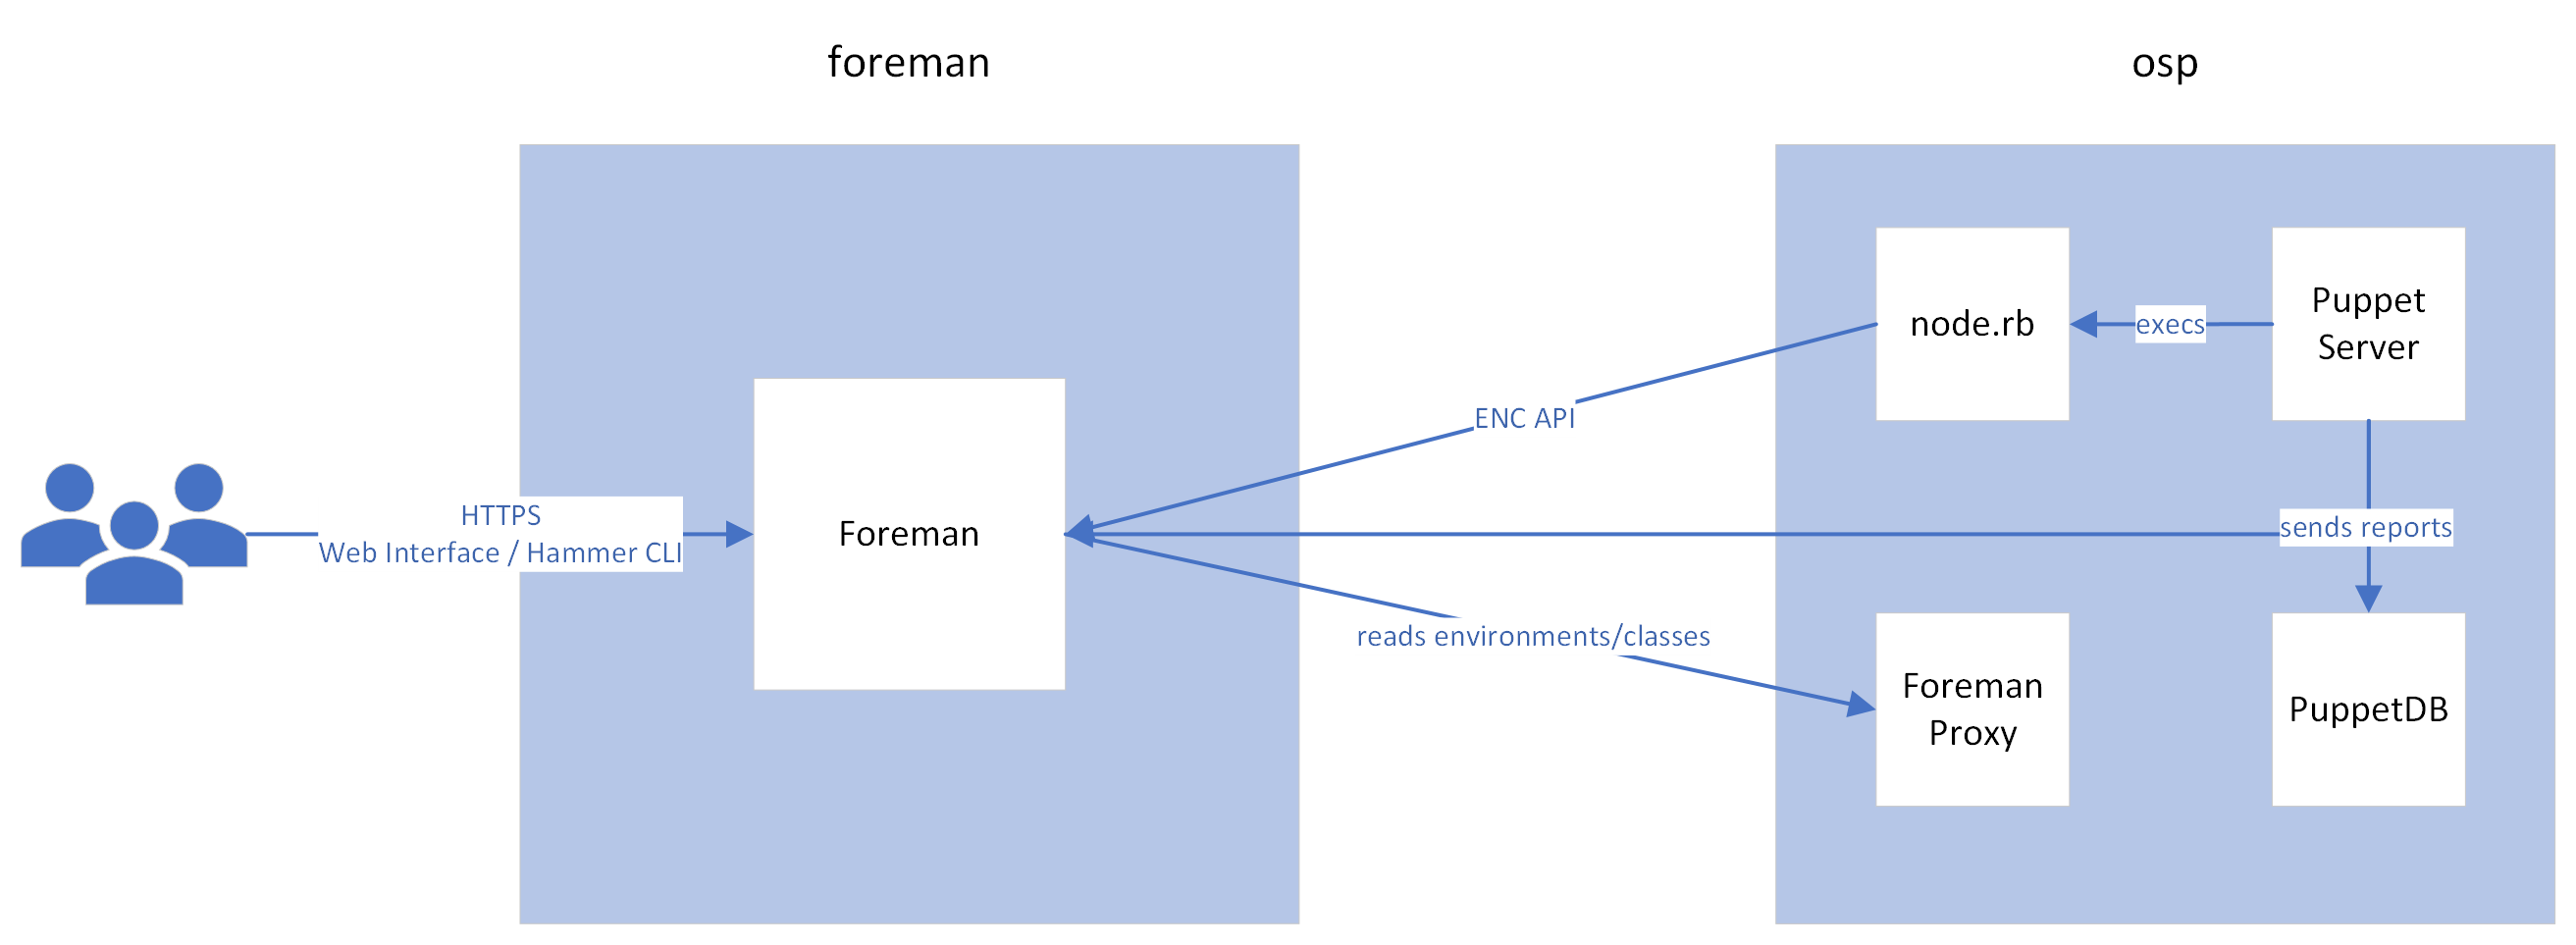 foreman
osp
HTTPS
Web Interface / Hammer CLI
Foreman
ENC API
reads environments/classes
node.rb
execs
Puppet
Server
sends reports
Foreman
Proxy
PuppetDB